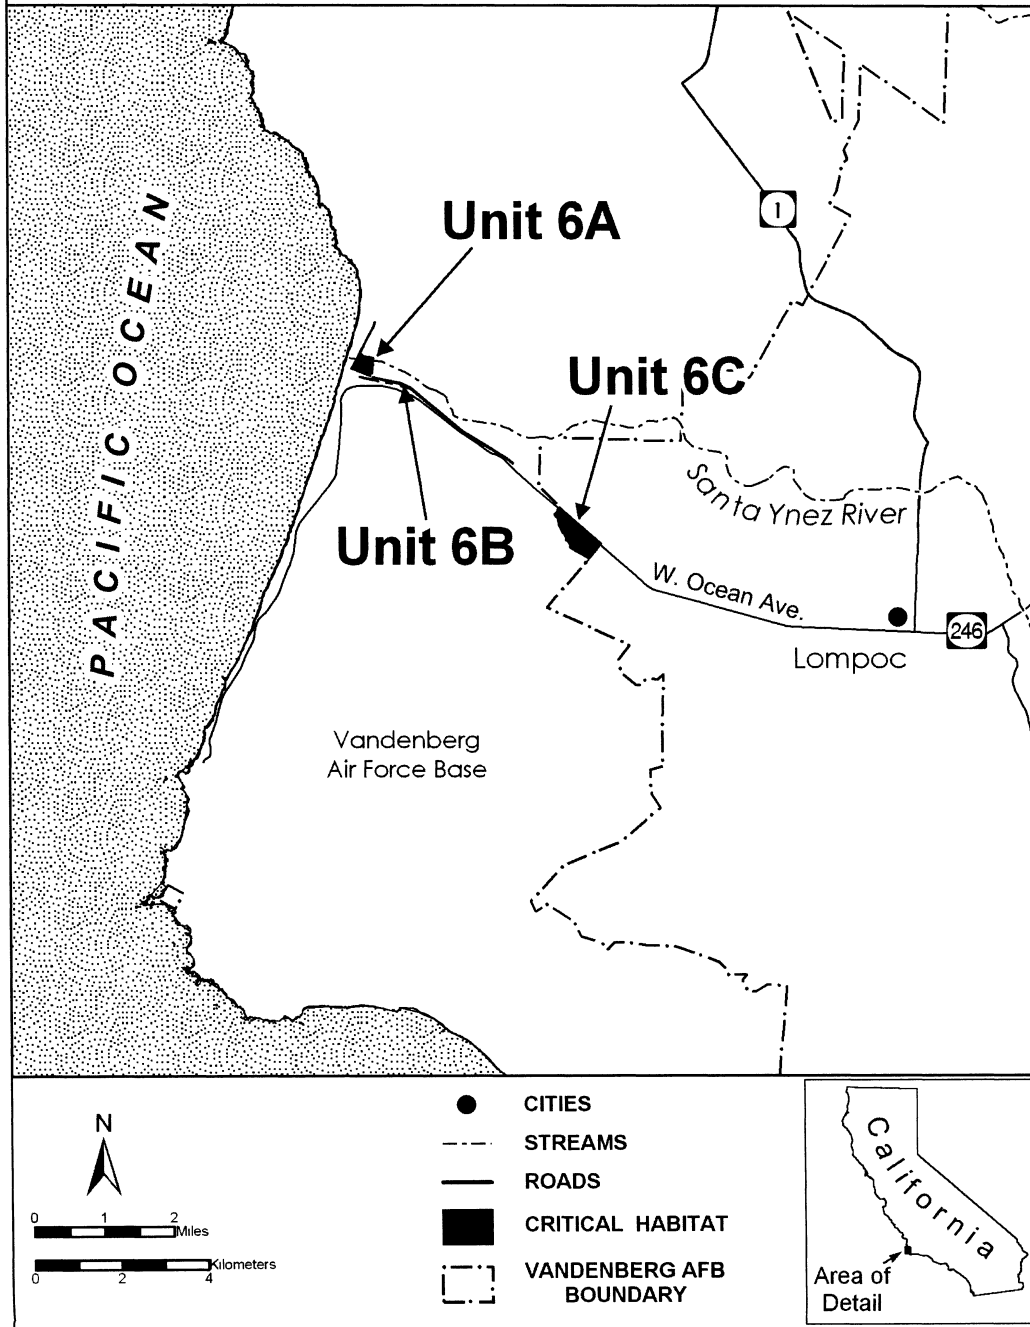 1
Unit 6A
PACIFIC OCEAN
Unit 6C
Santa Ynez River
Unit 6B
W. Ocean Ave.
246
Lompoc
Vandenberg
Air Force Base
N
0 1 2
Miles
Kilometers
0 2 4
CITIES
STREAMS
ROADS
CRITICAL HABITAT
VANDENBERG AFB
BOUNDARY
California
Area of
Detail